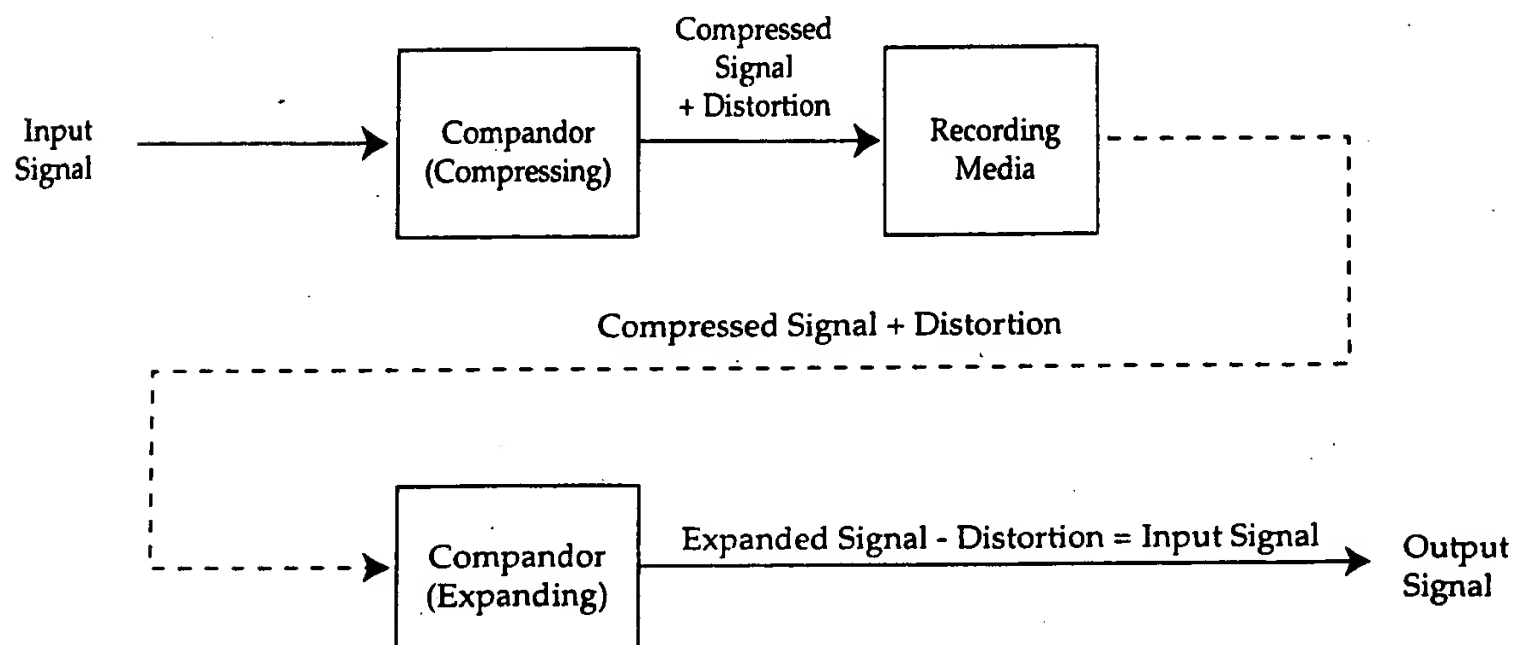 Compressed
Signal
+ Distortion
Input
Signal
Compandor
(Compressing)
Recording
Media
Compressed Signal + Distortion
Compandor
(Expanding)
Expanded Signal - Distortion = Input Signal
Output
Signal